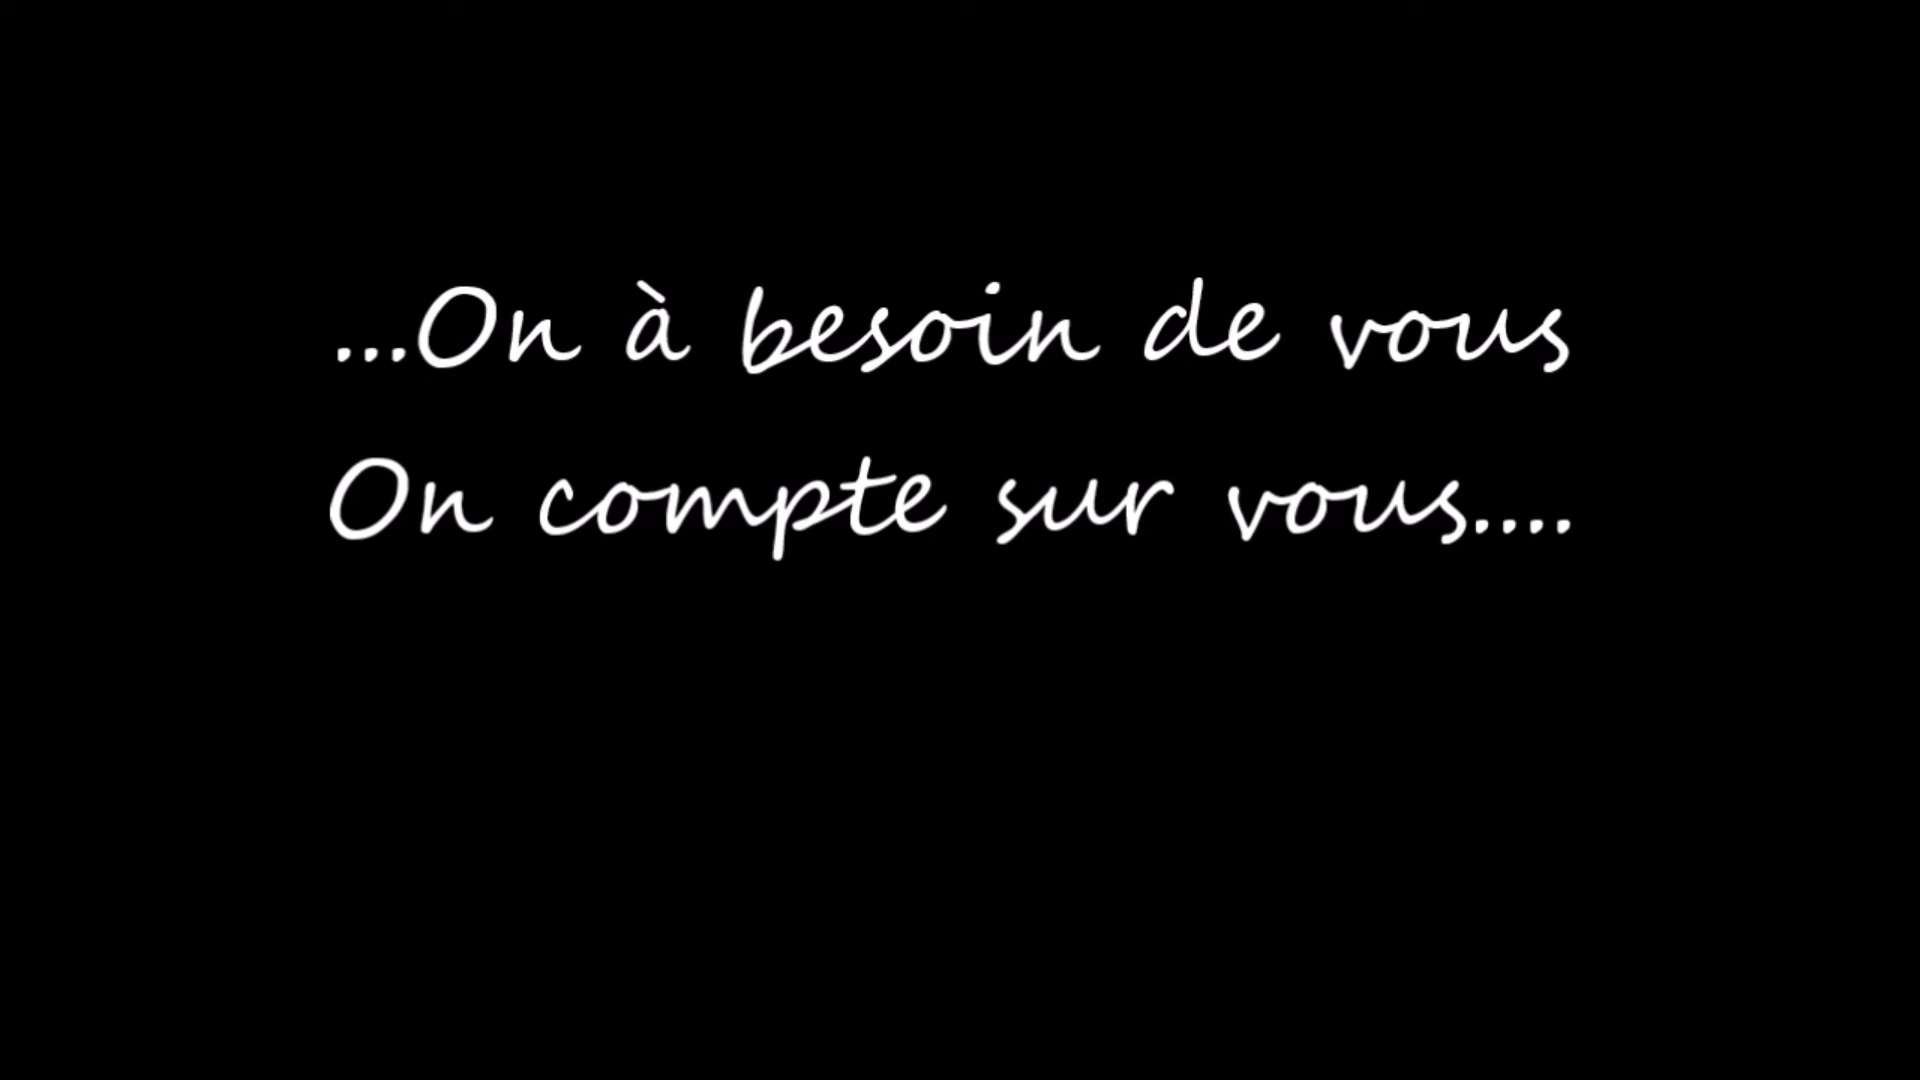 ...On à besoin de vous
On compte sur vous....